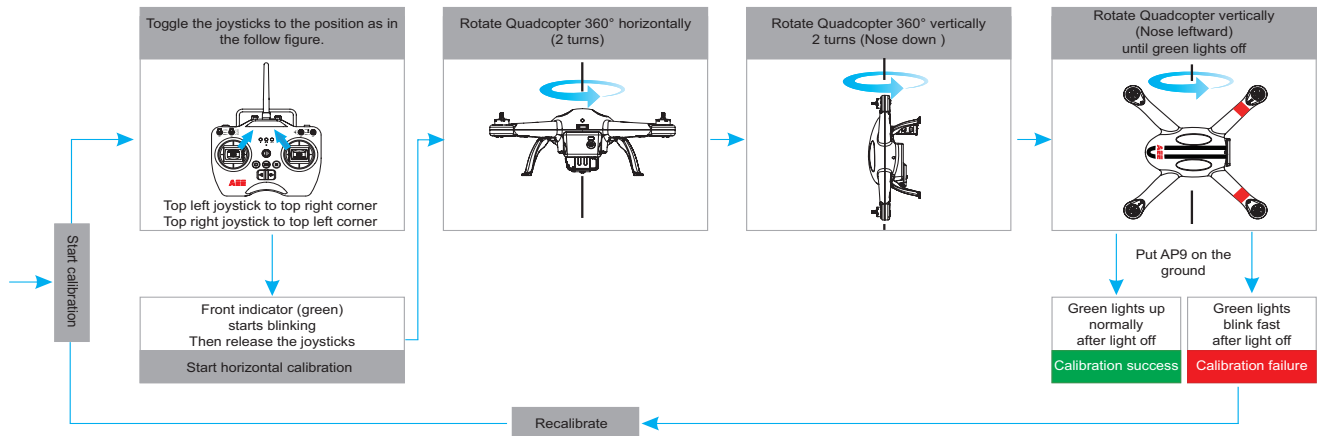 Start calibration
Toggle the joysticks to the position as in
the follow figure.
AEE
Top left joystick to top right corner
Top right joystick to top left corner
Front indicator (green)
starts blinking
Then release the joysticks
Start horizontal calibration
Rotate Quadcopter 360° horizontally
(2 turns)
Rotate Quadcopter 360° vertically
2 turns (Nose down )
Rotate Quadcopter vertically
(Nose leftward)
until green lights off
AEE
Put AP9 on the
ground
Green lights up
normally
after light off
Calibration success
Green lights
blink fast
after light off
Calibration failure
Recalibrate